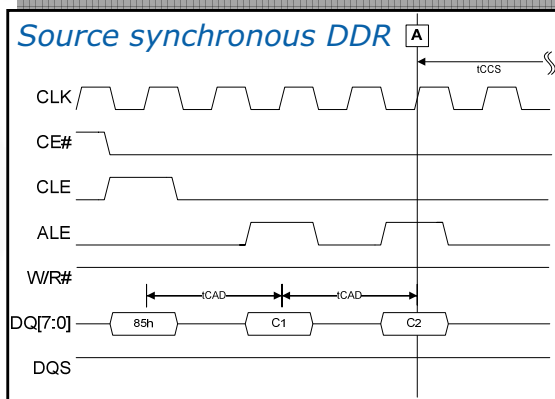 Source synchronous DDR A
tCCS
CLK
CE#
CLE
ALE
W/R#
tCAD tCAD
DQ[7:0] 85h C1 C2
DQS